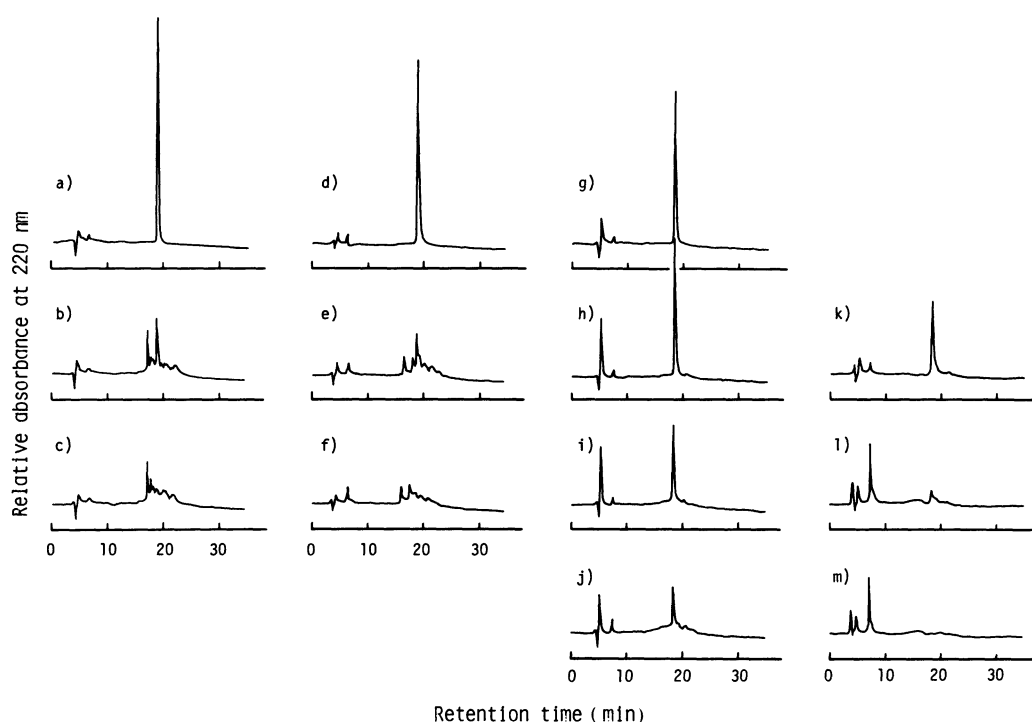 Relative absorbance at 220 nm
a)
b)
c)
0 10 20 30
d)
e)
f)
0 10 20 30
g)
h)
i)
j)
0 10 20 30
k)
l)
m)
0 10 20 30
Retention time (min)